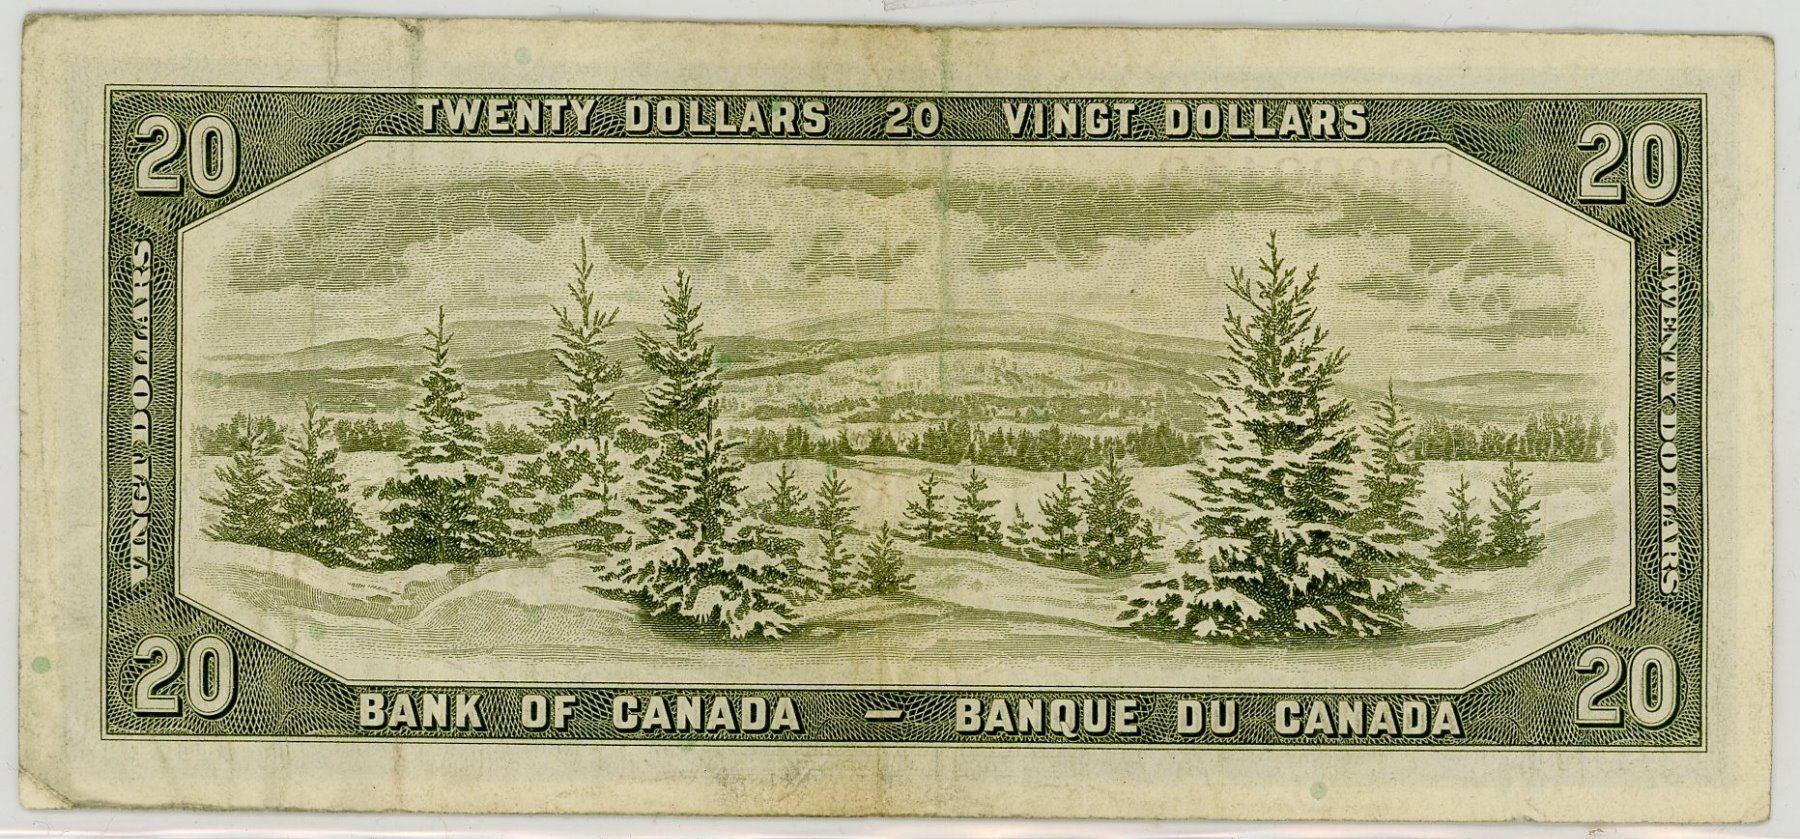 TWENTY DOLLARS 20 VINGT DOLLARS
20
20
VINGT DOLLARS
TWENTY DOLLARS
20
20
BANK OF CANADA – BANQUE DU CANADA